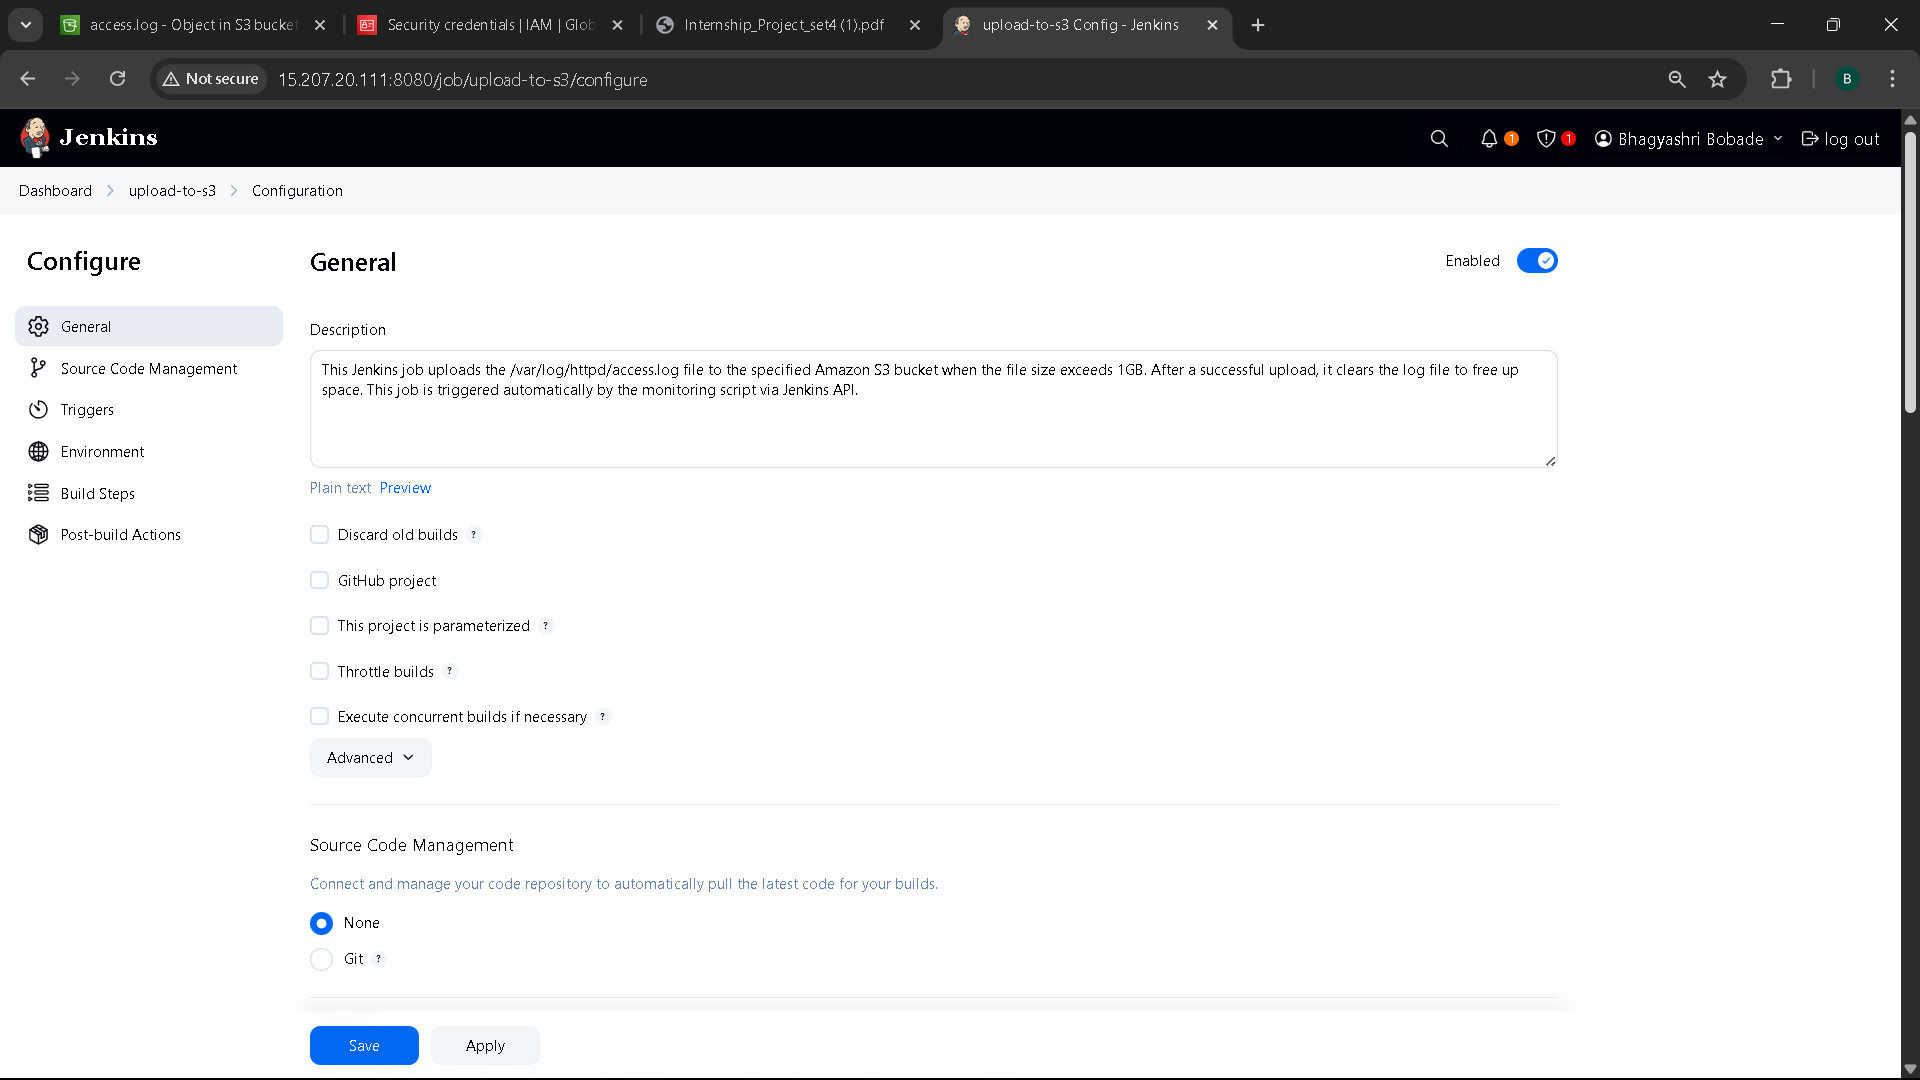 access.log - Object in S3 bucket
Security credentials | IAM | Glob
Internship_Project_set4 (1).pdf
upload-to-s3 Config - Jenkins
Not secure
15.207.20.111:8080/job/upload-to-s3/configure
B
Jenkins
1
1
Bhagyashri Bobade
log out
Dashboard
upload-to-s3
Configuration
Configure
General
Source Code Management
Triggers
Environment
Build Steps
Post-build Actions
General
Enabled
Description
This Jenkins job uploads the /var/log/httpd/access.log file to the specified Amazon S3 bucket when the file size exceeds 1GB. After a successful upload, it clears the log file to free up
space. This job is triggered automatically by the monitoring script via Jenkins API.
Plain text Preview
Discard old builds ?
GitHub project
This project is parameterized ?
Throttle builds ?
Execute concurrent builds if necessary ?
Advanced
Source Code Management
Connect and manage your code repository to automatically pull the latest code for your builds.
None
Git ?
Save
Apply